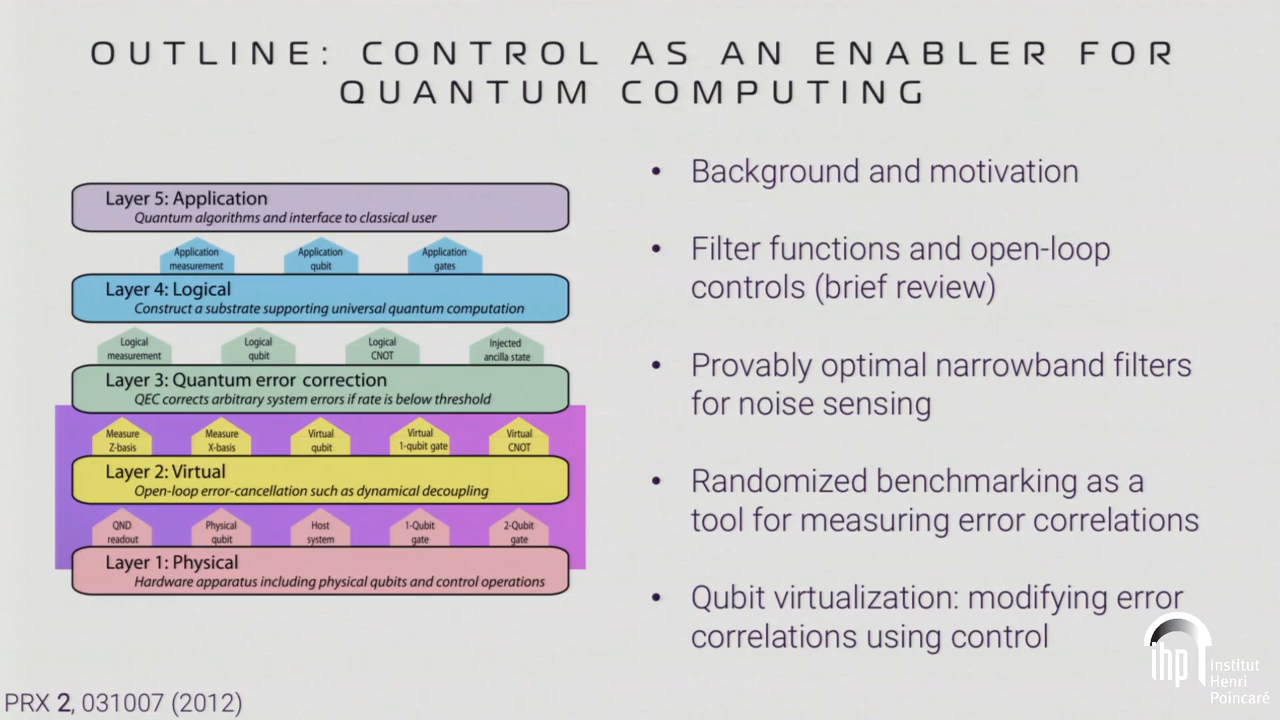 OUTLINE: CONTROL AS AN ENABLER FOR
QUANTUM COMPUTING
Layer 5: Application
Quantum algorithms and interface to classical user
Application
measurement
Application
qubit
Application
gates
Layer 4: Logical
Construct a substrate supporting universal quantum computation
Logical
measurement
Logical
qubit
Logical
CNOT
Injected
ancilla state
Layer 3: Quantum error correction
QEC corrects arbitrary system errors if rate is below threshold
Measure
Z-basis
Measure
X-basis
Virtual
qubit
Virtual
1-qubit gate
Virtual
CNOT
Layer 2: Virtual
Open-loop error-cancellation such as dynamical decoupling
QND
readout
Physical
qubit
Host
system
1-Qubit
gate
2-Qubit
gate
Layer 1: Physical
Hardware apparatus including physical qubits and control operations
• Background and motivation
• Filter functions and open-loop
controls (brief review)
• Provably optimal narrowband filters
for noise sensing
• Randomized benchmarking as a
tool for measuring error correlations
• Qubit virtualization: modifying error
correlations using control
PRX 2, 031007 (2012)
ihp
Institut
Henri
Poincaré